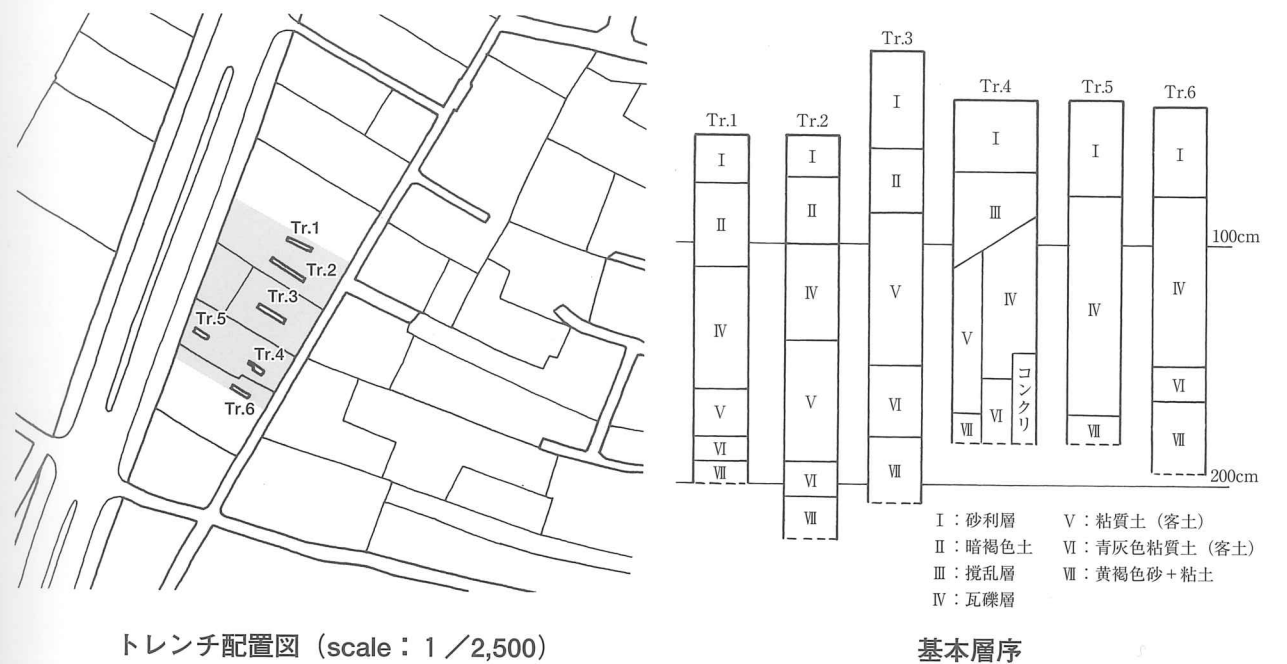 Tr.1
Tr.2
Tr.3
Tr.5
Tr.4
Tr.6
トレンチ配置図（scale：1／2,500）
Tr.3
Tr.4
Tr.5
Tr.6
Tr.1
Tr.2
Ⅰ
Ⅱ
Ⅳ
Ⅴ
Ⅵ
Ⅶ
Ⅰ
Ⅱ
Ⅳ
Ⅴ
Ⅵ
Ⅶ
Ⅰ
Ⅱ
Ⅴ
Ⅵ
Ⅶ
Ⅰ
Ⅲ
Ⅳ
Ⅴ
Ⅵ
Ⅶ
コンクリ
Ⅰ
Ⅳ
Ⅶ
Ⅰ
Ⅳ
Ⅵ
Ⅶ
100cm
200cm
Ⅰ：砂利層
Ⅱ：暗褐色土
Ⅲ：撹乱層
Ⅳ：瓦礫層
Ⅴ：粘質土（客土）
Ⅵ：青灰色粘質土（客土）
Ⅶ：黄褐色砂＋粘土
基本層序